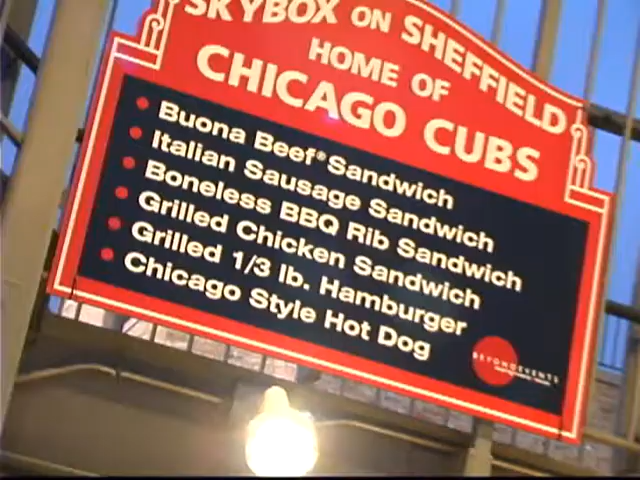 SKYBOX ON SHEFFIELD
HOME OF
CHICAGO CUBS
• Buona Beef® Sandwich
• Italian Sausage Sandwich
• Boneless BBQ Rib Sandwich
• Grilled Chicken Sandwich
• Grilled 1/3 lb. Hamburger
• Chicago Style Hot Dog
BEYONDEVENTS